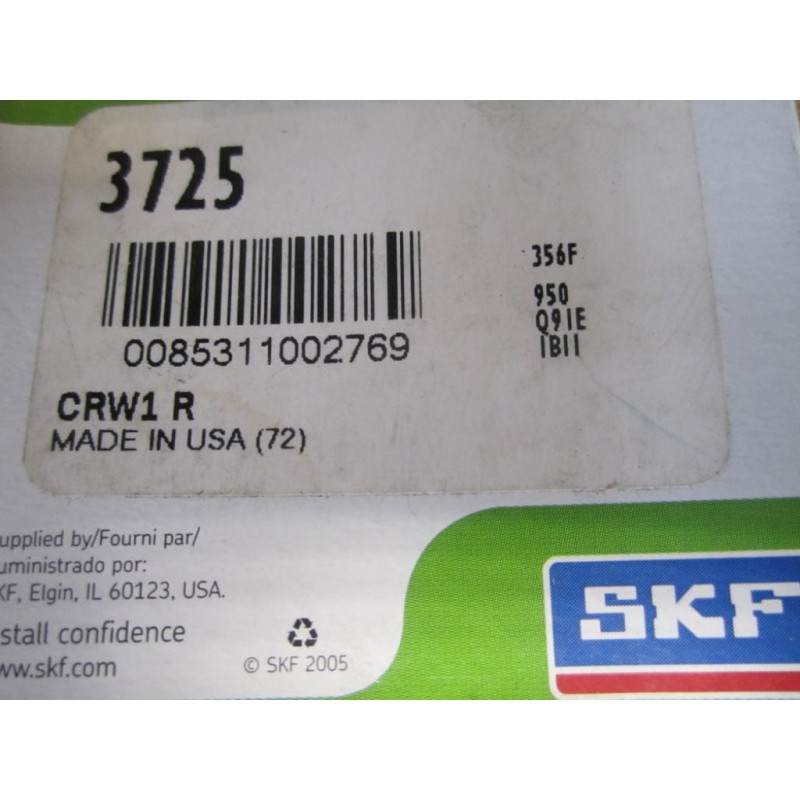 3725
0085311002769
CRW1 R
MADE IN USA (72)
356F
950
Q91E
1B11
upplied by/Fourni par/
uministrado por:
KF, Elgin, IL 60123, USA.
stall confidence
www.skf.com
© SKF 2005
SKF